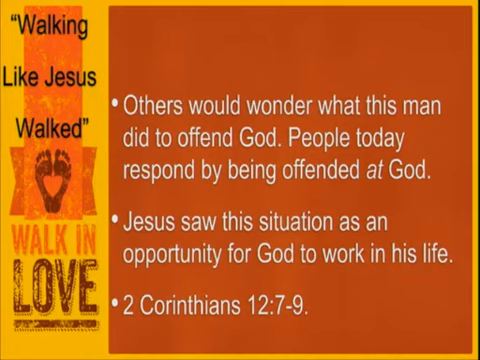 “Walking
Like Jesus
Walked”
WALK IN
LOVE
• Others would wonder what this man
did to offend God. People today
respond by being offended at God.
• Jesus saw this situation as an
opportunity for God to work in his life.
• 2 Corinthians 12:7-9.